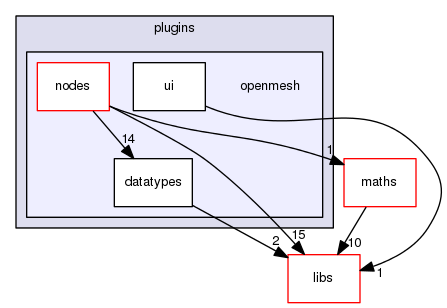 plugins
nodes
ui
openmesh
14
1
datatypes
maths
2
15
10
libs
1